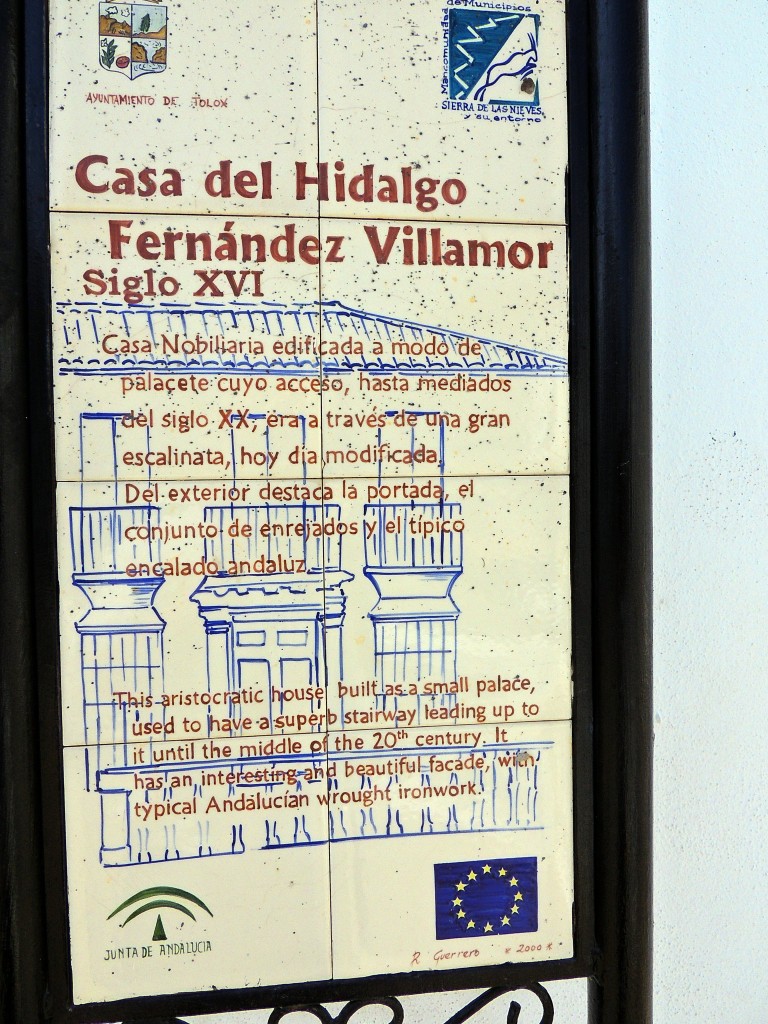 AYUNTAMIENTO DE TOLOX
Mancomunidad
de Municipios
SIERRA DE LAS NIEVES
y su entorno
Casa del Hidalgo
Fernández Villamor
Siglo XVI
Casa Nobiliaria edificada a modo de
palacete cuyo acceso, hasta mediados
del siglo XX, era a través de una gran
escalinata, hoy día modificada.
Del exterior destaca la portada, el
conjunto de enrejados y el típico
encalado andaluz.
This aristocratic house built as a small palace,
used to have a superb stairway leading up to
it until the middle of the 20th century. It
has an interesting and beautiful facade, with
typical Andalucían wrought ironwork.
JUNTA DE ANDALUCIA
R Guerrero * 2000 *